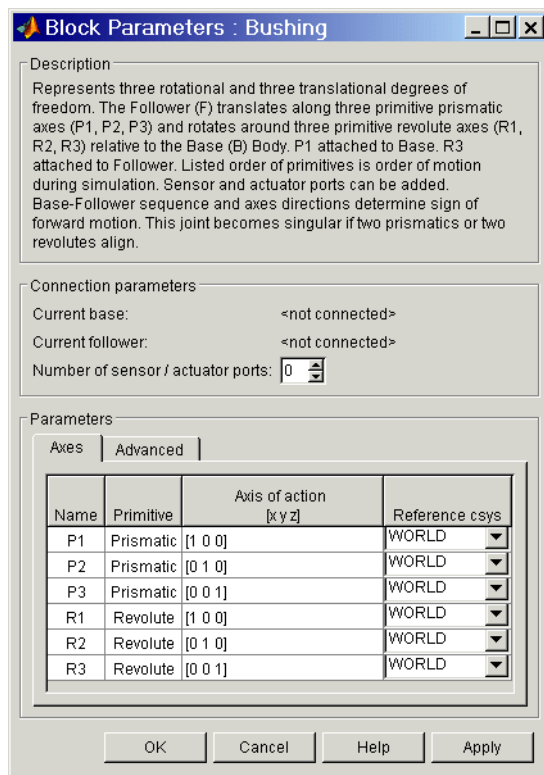 Block Parameters : Bushing
Description
Represents three rotational and three translational degrees of
freedom. The Follower (F) translates along three primitive prismatic
axes (P1, P2, P3) and rotates around three primitive revolute axes (R1,
R2, R3) relative to the Base (B) Body. P1 attached to Base. R3
attached to Follower. Listed order of primitives is order of motion
during simulation. Sensor and actuator ports can be added.
Base-Follower sequence and axes directions determine sign of
forward motion. This joint becomes singular if two prismatics or two
revolutes align.
Connection parameters
Current base: <not connected>
Current follower: <not connected>
Number of sensor / actuator ports: 0
Parameters
Axes Advanced
Name Primitive Axis of action [x y z] Reference csys
P1 Prismatic [1 0 0] WORLD
P2 Prismatic [0 1 0] WORLD
P3 Prismatic [0 0 1] WORLD
R1 Revolute [1 0 0] WORLD
R2 Revolute [0 1 0] WORLD
R3 Revolute [0 0 1] WORLD
OK Cancel Help Apply